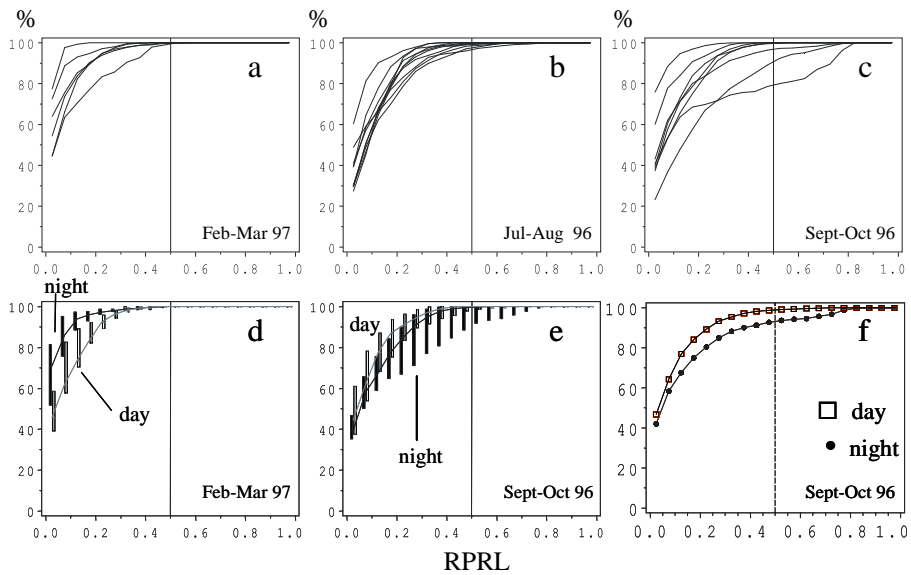 % % %
100 100 100
a b c
80 80 80
60 60 60
40 40 40
20 20 20
Feb-Mar 97 Jul-Aug 96 Sept-Oct 96
0 0 0
0.0 0.2 0.4 0.6 0.8 1.0 0.0 0.2 0.4 0.6 0.8 1.0 0.0 0.2 0.4 0.6 0.8 1.0
night
100 100 100
d day e f
80 80 80
60 60 60
day day
40 40 40
night night
20 20 20
Feb-Mar 97 Sept-Oct 96 Sept-Oct 96
0 0 0
0.0 0.2 0.4 0.6 0.8 1.0 0.0 0.2 0.4 0.6 0.8 1.0 0.0 0.2 0.4 0.6 0.8 1.0
RPRL